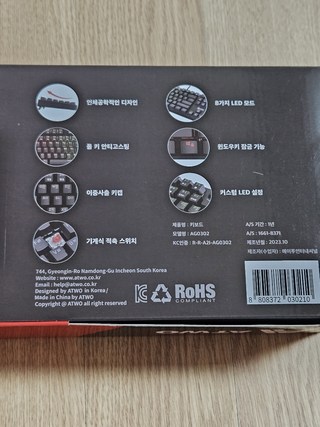 인체공학적인 디자인
8가지 LED 모드
올 키 안티고스팅
윈도우키 잠금 기능
이중사출 키캡
커스텀 LED 설정
기계식 적축 스위치
제품명 : 키보드
모델명 : AG0302
KC인증 : R-R-A2i-AG0302
A/S 기간 : 1년
A/S : 1661-8371
제조년월 : 2023.10
744, Gyeongin-Ro Namdong-Gu Incheon South Korea
Website : www.atwo.co.kr
Email : help@atwo.co.kr
Designed by ATWO in Korea/
Made in China by ATWO
Copyright @ ATWO all right reserved
RoHS
COMPLIANT
8 808372 030210